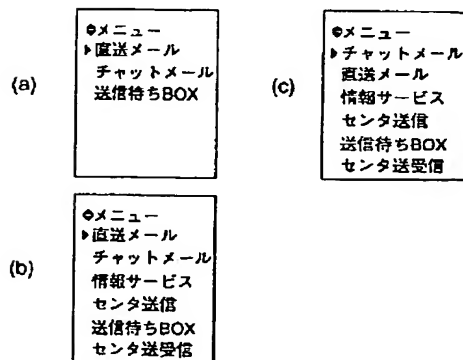 (a)
≎メニュー
▶直送メール
チャットメール
送信待ちBOX
(b)
≎メニュー
▶直送メール
チャットメール
情報サービス
センタ送信
送信待ちBOX
センタ送受信
(c)
≎メニュー
▶チャットメール
直送メール
情報サービス
センタ送信
送信待ちBOX
センタ送受信